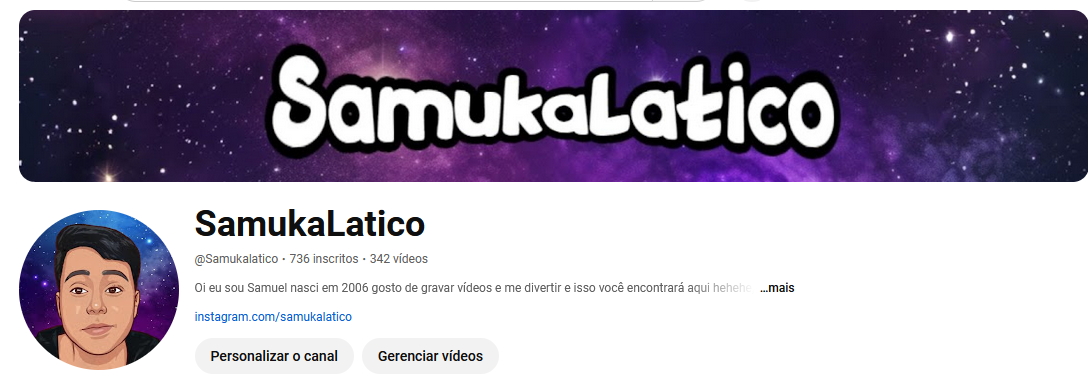 SamukaLatico
SamukaLatico
@Samukalatico • 736 inscritos • 342 vídeos
Oi eu sou Samuel nasci em 2006 gosto de gravar vídeos e me divertir e isso você encontrará aqui hehehe ...mais
instagram.com/samukalatico
Personalizar o canal Gerenciar vídeos